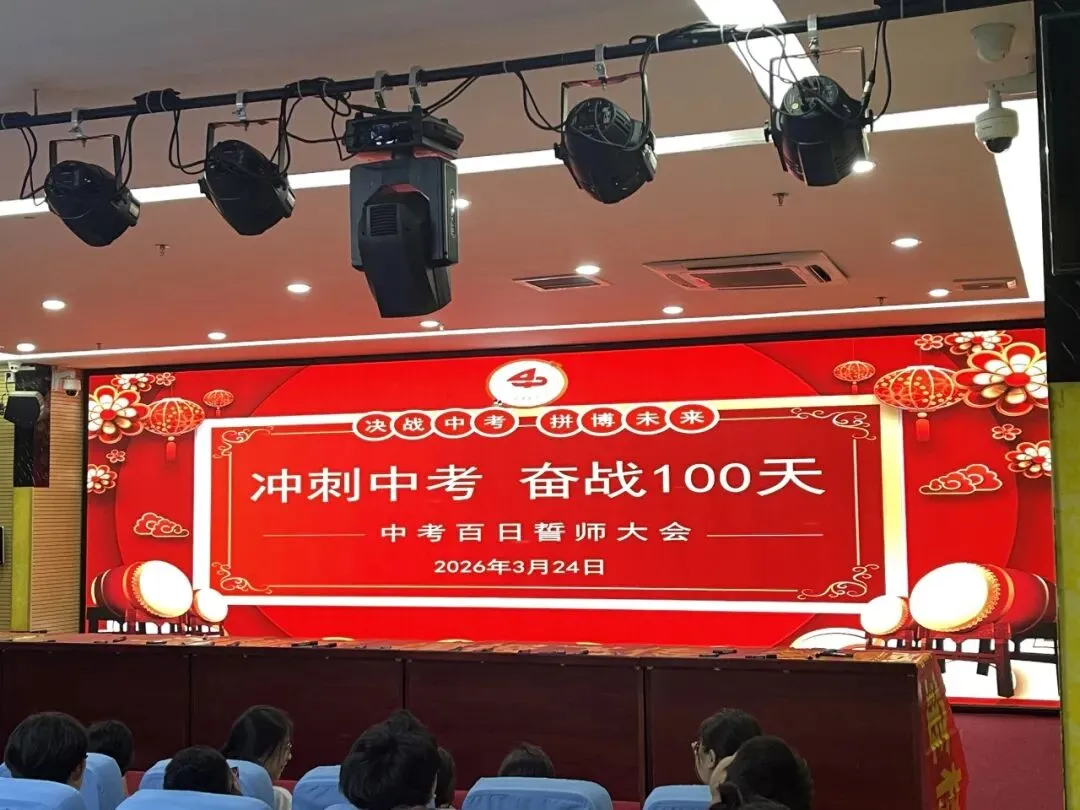 决战中考 拼搏未来
冲刺中考 奋战100天
中考百日誓师大会
2026年3月24日